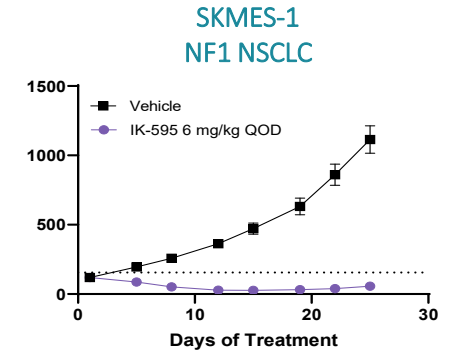 SKMES-1
NF1 NSCLC
1500
Vehicle
IK-595 6 mg/kg QOD
1000
500
0
0 10 20 30
Days of Treatment